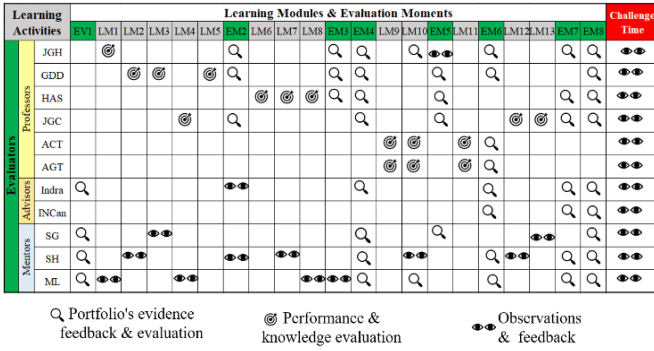 Learning Activities
Learning Modules & Evaluation Moments
Challenge Time
EV1 LM1 LM2 LM3 LM4 LM5 EM2 LM6 LM7 LM8 EM3 EM4 LM9 LM10 EM5 LM11 EM6 LM12 LM13 EM7 EM8
Evaluators
Professors
JGH
GDD
HAS
JGC
ACT
AGT
Advisors
Indra
INCan
Mentors
SG
SH
ML
Portfolio's evidence
feedback & evaluation
Performance &
knowledge evaluation
Observations
& feedback